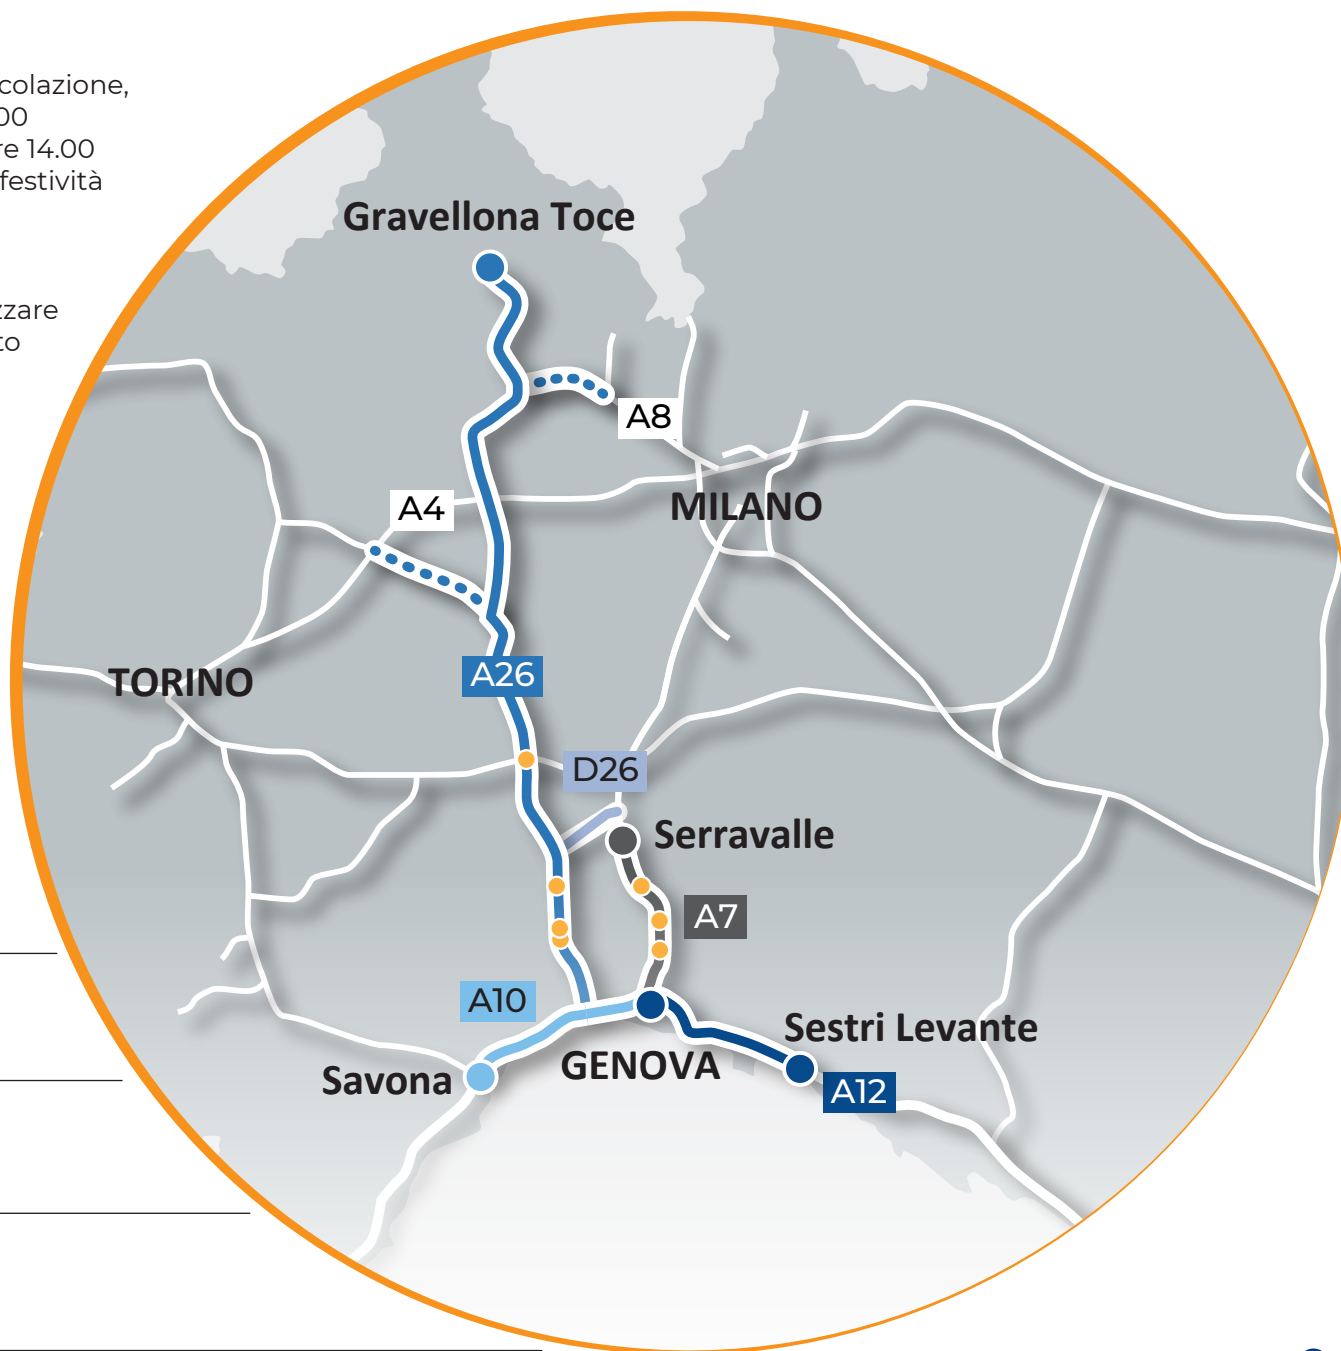 colazione,
00
re 14.00
festività
zzare
to
Gravellona Toce
A8
A4
MILANO
TORINO
A26
D26
Serravalle
A7
A10
Sestri Levante
GENOVA
Savona
A12